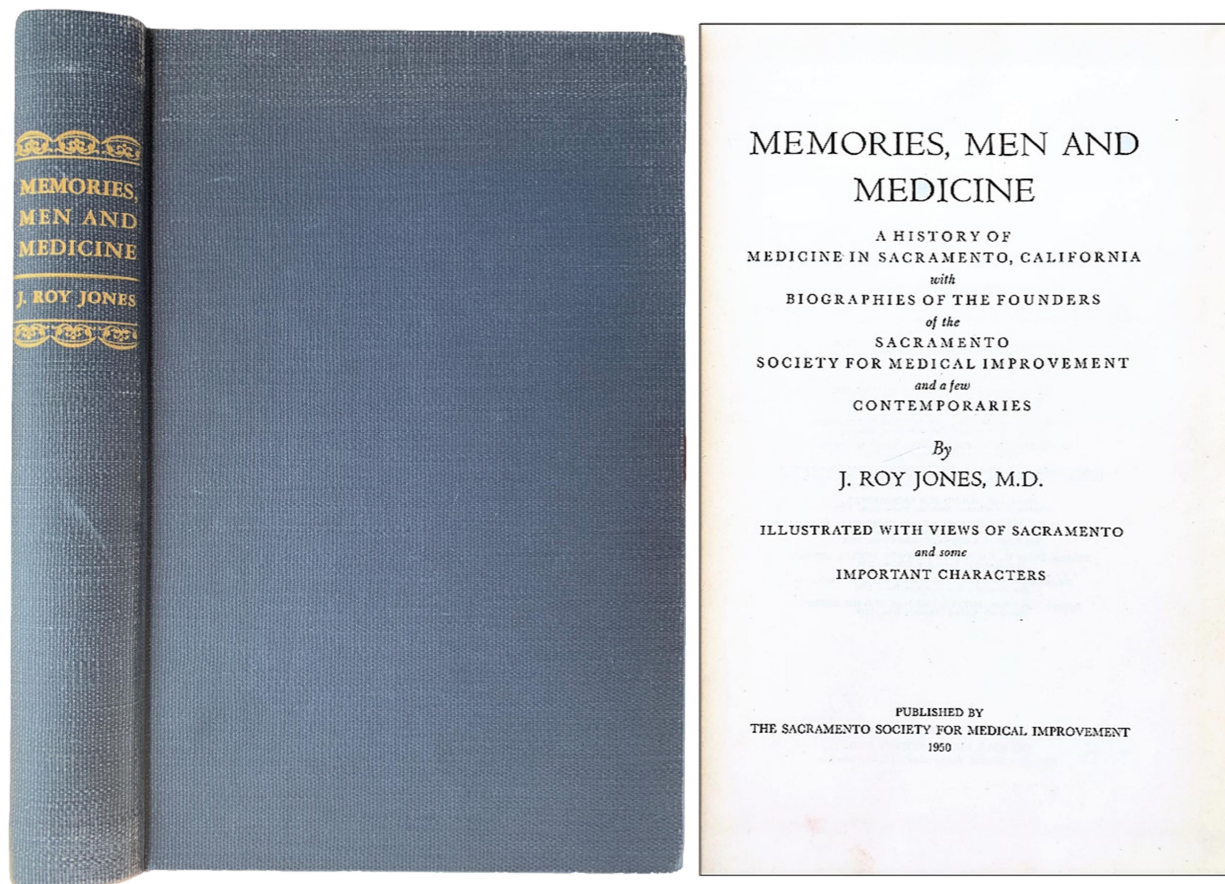 MEMORIES,
MEN AND
MEDICINE
J. ROY JONES
MEMORIES, MEN AND
MEDICINE
A HISTORY OF
MEDICINE IN SACRAMENTO, CALIFORNIA
with
BIOGRAPHIES OF THE FOUNDERS
of the
SACRAMENTO
SOCIETY FOR MEDICAL IMPROVEMENT
and a few
CONTEMPORARIES
By
J. ROY JONES, M.D.
ILLUSTRATED WITH VIEWS OF SACRAMENTO
and some
IMPORTANT CHARACTERS
PUBLISHED BY
THE SACRAMENTO SOCIETY FOR MEDICAL IMPROVEMENT
1950